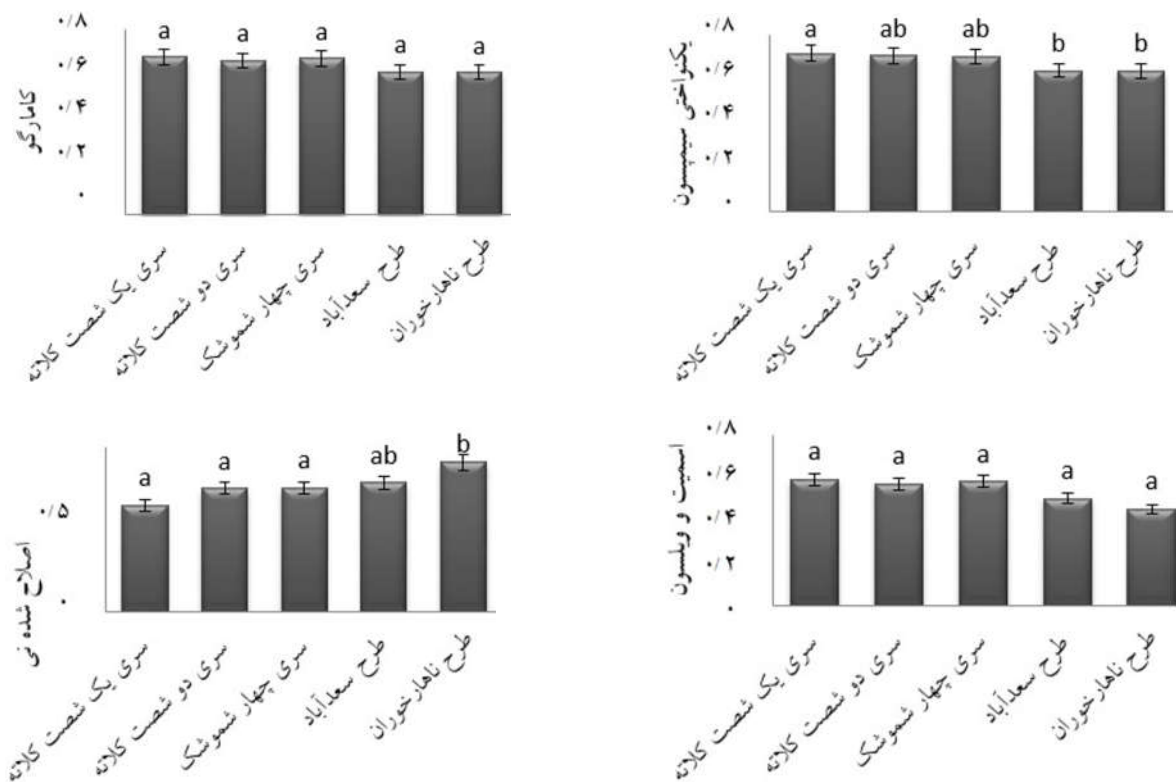 کامارگو
۰/۸
۰/۶
۰/۴
۰/۲
۰
a
a
a
a
a
سری یک شصت کلاته
سری دو شصت کلاته
سری چهار شموشک
طرح سعدآباد
طرح ناهارخوران
یکنواختی سیمپسون
۰/۸
۰/۶
۰/۴
۰/۲
۰
a
ab
ab
b
b
سری یک شصت کلاته
سری دو شصت کلاته
سری چهار شموشک
طرح سعدآباد
طرح ناهارخوران
اصلاح شده نی
۰/۵
۰
a
a
a
ab
b
سری یک شصت کلاته
سری دو شصت کلاته
سری چهار شموشک
طرح سعدآباد
طرح ناهارخوران
اسمیت و ویلسون
۰/۸
۰/۶
۰/۴
۰/۲
۰
a
a
a
a
a
سری یک شصت کلاته
سری دو شصت کلاته
سری چهار شموشک
طرح سعدآباد
طرح ناهارخوران